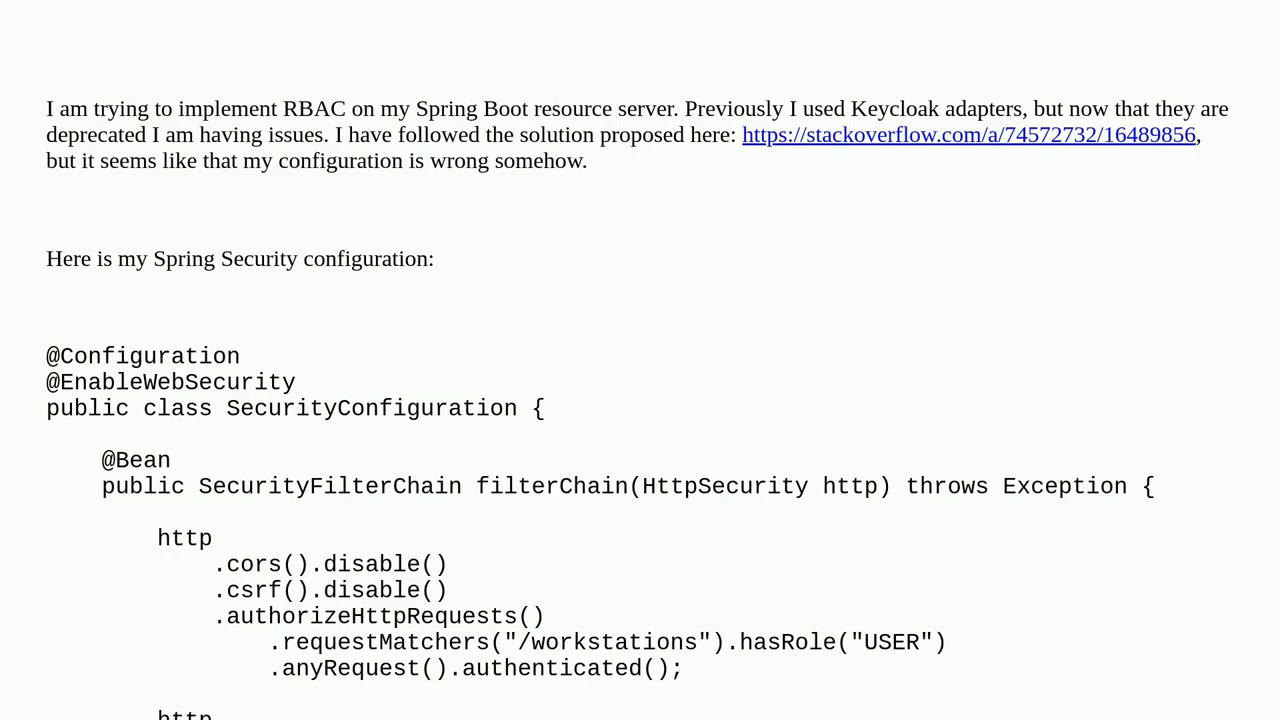 I am trying to implement RBAC on my Spring Boot resource server. Previously I used Keycloak adapters, but now that they are
deprecated I am having issues. I have followed the solution proposed here: https://stackoverflow.com/a/74572732/16489856,
but it seems like that my configuration is wrong somehow.
Here is my Spring Security configuration:
@Configuration
@EnableWebSecurity
public class SecurityConfiguration {
    @Bean
    public SecurityFilterChain filterChain(HttpSecurity http) throws Exception {
        http
            .cors().disable()
            .csrf().disable()
            .authorizeHttpRequests()
                .requestMatchers("/workstations").hasRole("USER")
                .anyRequest().authenticated();
        http